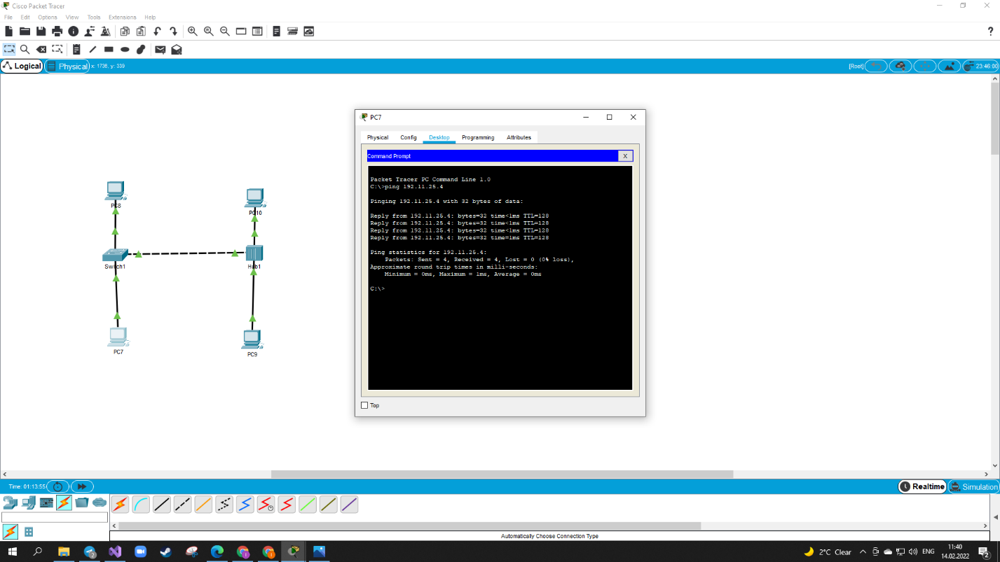 Cisco Packet Tracer
File Edit Options View Tools Extensions Help
?
Logical Physical x: 1736, y: 339 [Root] 23:46:00
PC7
Physical Config Desktop Programming Attributes
Command Prompt X
Packet Tracer PC Command Line 1.0
C:\>ping 192.11.25.4
Pinging 192.11.25.4 with 32 bytes of data:
Reply from 192.11.25.4: bytes=32 time<1ms TTL=128
Reply from 192.11.25.4: bytes=32 time<1ms TTL=128
Reply from 192.11.25.4: bytes=32 time<1ms TTL=128
Reply from 192.11.25.4: bytes=32 time=1ms TTL=128
Ping statistics for 192.11.25.4:
Packets: Sent = 4, Received = 4, Lost = 0 (0% loss),
Approximate round trip times in milli-seconds:
Minimum = 0ms, Maximum = 1ms, Average = 0ms
C:\>
Top
PC8
PC10
Switch1
Hub1
PC7
PC9
Time: 01:13:55 Realtime Simulation
Automatically Choose Connection Type
2°C Clear ENG 11:40
14.02.2022
2
2